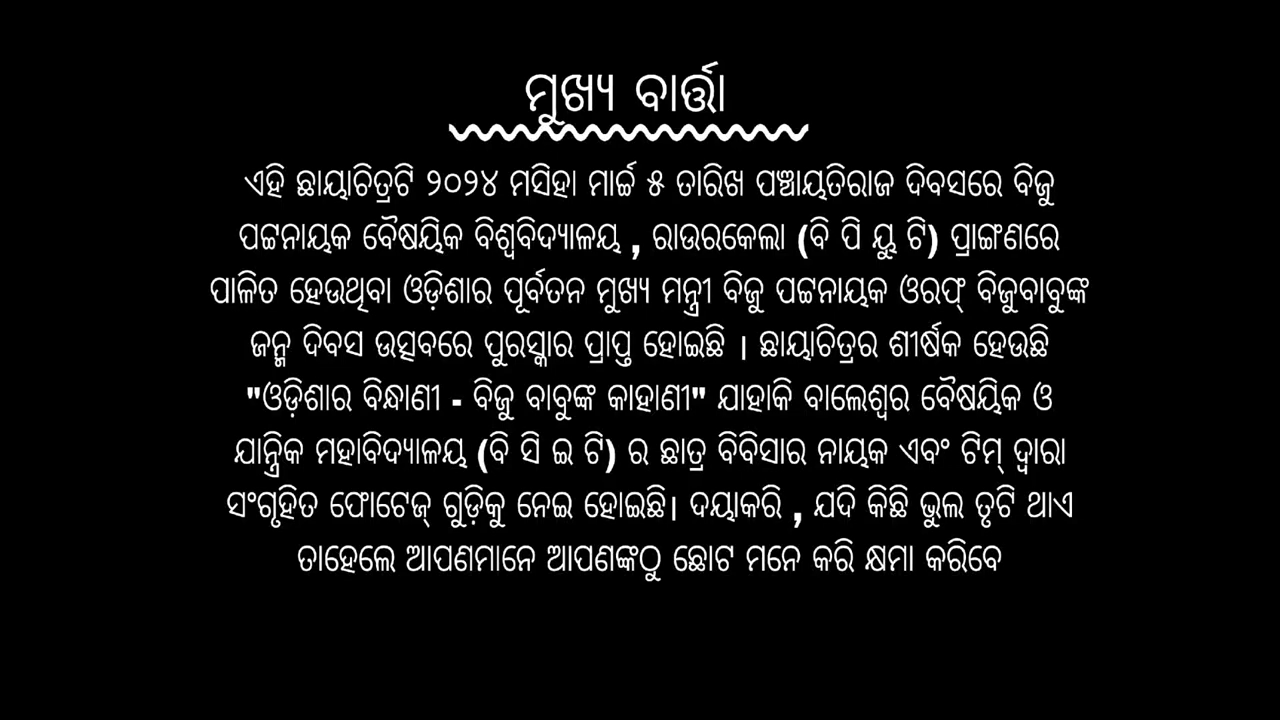 ମୁଖ୍ୟ ବାର୍ତ୍ତା
ଏହି ଛାୟାଚିତ୍ରଟି ୨୦୨୪ ମସିହା ମାର୍ଚ୍ଚ ୫ ତାରିଖ ପଞ୍ଚାୟତିରାଜ ଦିବସରେ ବିଜୁ
ପଟ୍ଟନାୟକ ବୈଷୟିକ ବିଶ୍ୱବିଦ୍ୟାଳୟ , ରାଉରକେଲା (ବି ପି ୟୁ ଟି) ପ୍ରାଙ୍ଗଣରେ
ପାଳିତ ହେଉଥିବା ଓଡ଼ିଶାର ପୂର୍ବତନ ମୁଖ୍ୟ ମନ୍ତ୍ରୀ ବିଜୁ ପଟ୍ଟନାୟକ ଓରଫ୍ ବିଜୁବାବୁଙ୍କ
ଜନ୍ମ ଦିବସ ଉତ୍ସବରେ ପୁରସ୍କାର ପ୍ରାପ୍ତ ହୋଇଛି । ଛାୟାଚିତ୍ରର ଶୀର୍ଷକ ହେଉଛି
"ଓଡ଼ିଶାର ବିନ୍ଧାଣୀ - ବିଜୁ ବାବୁଙ୍କ କାହାଣୀ" ଯାହାକି ବାଲେଶ୍ୱର ବୈଷୟିକ ଓ
ଯାନ୍ତ୍ରିକ ମହାବିଦ୍ୟାଳୟ (ବି ସି ଇ ଟି) ର ଛାତ୍ର ବିବିସାର ନାୟକ ଏବଂ ଟିମ୍ ଦ୍ୱାରା
ସଂଗୃହିତ ଫୋଟେଜ୍ ଗୁଡ଼ିକୁ ନେଇ ହୋଇଛି। ଦୟାକରି , ଯଦି କିଛି ଭୁଲ ତୃଟି ଥାଏ
ତାହେଲେ ଆପଣମାନେ ଆପଣଙ୍କଠୁ ଛୋଟ ମନେ କରି କ୍ଷମା କରିବେ